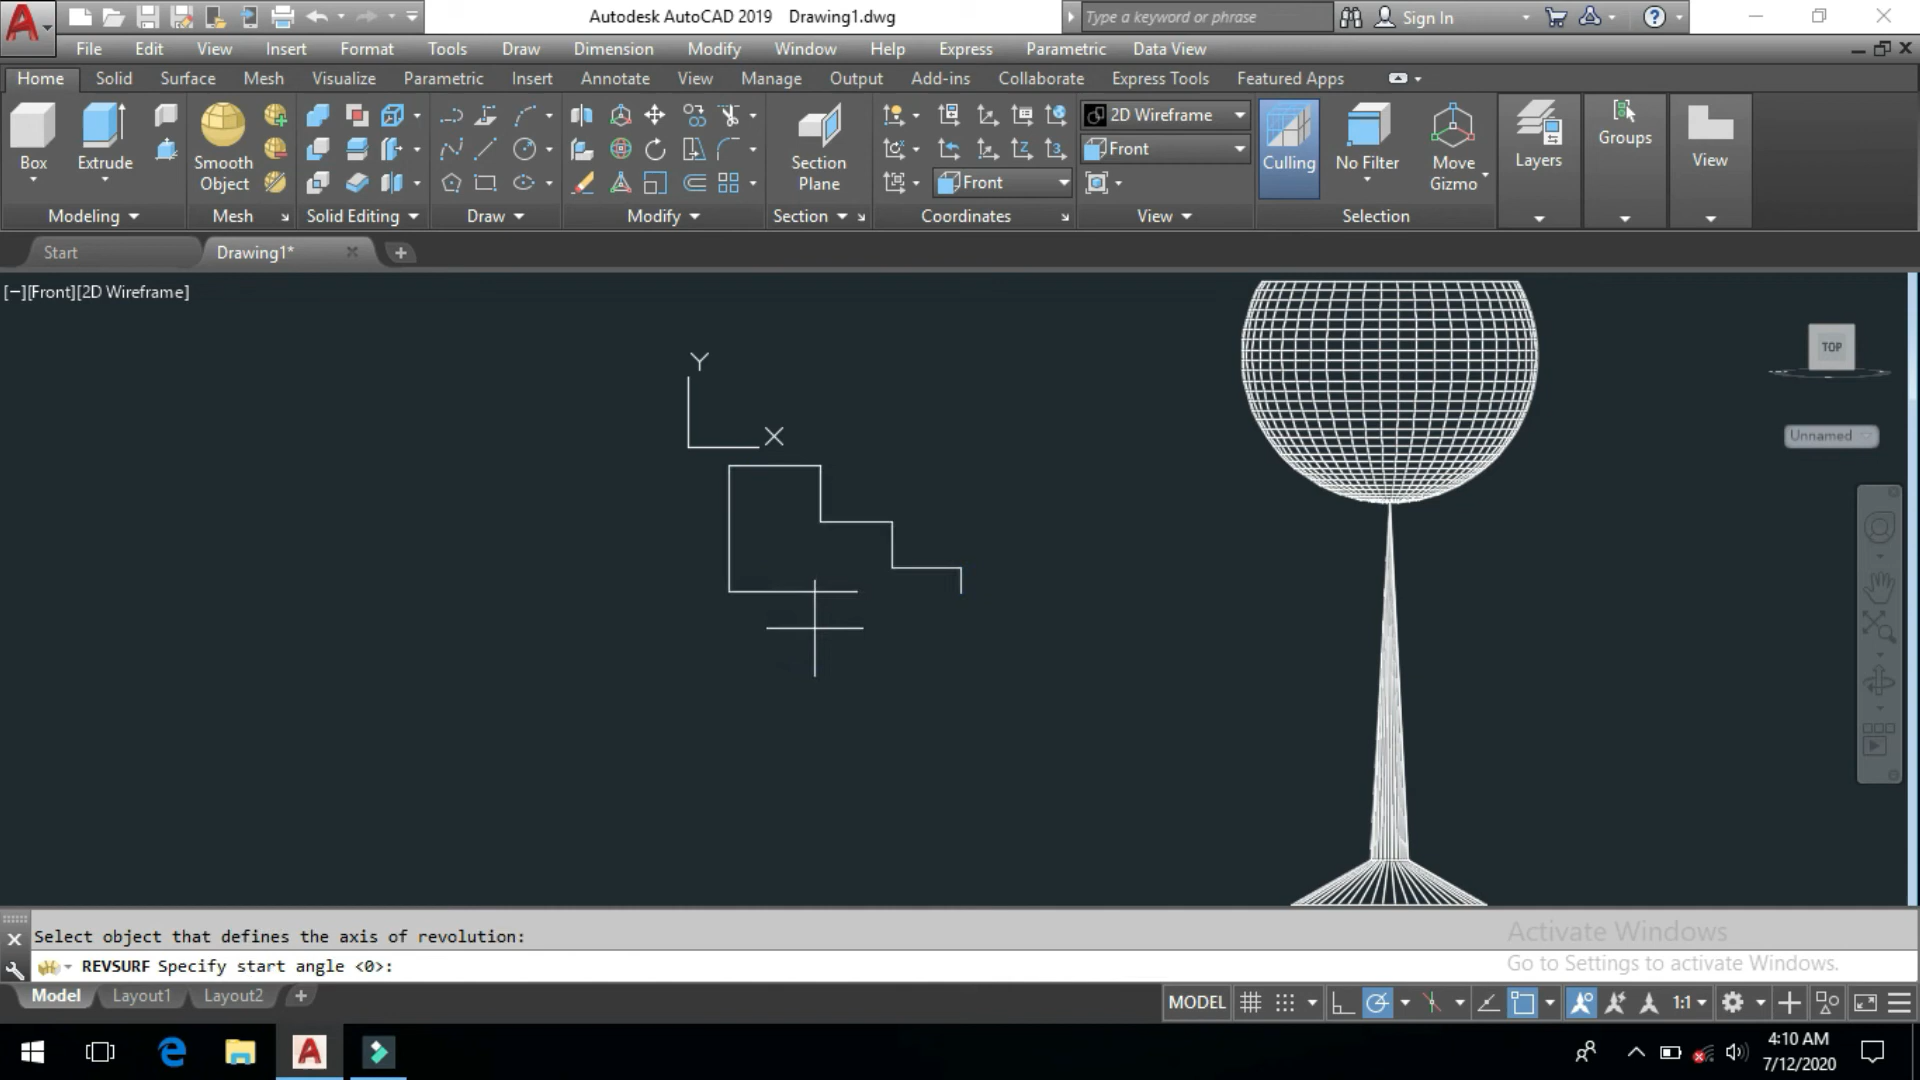 Autodesk AutoCAD 2019 Drawing1.dwg
Type a keyword or phrase
Sign In
File Edit View Insert Format Tools Draw Dimension Modify Window Help Express Parametric Data View
Home Solid Surface Mesh Visualize Parametric Insert Annotate View Manage Output Add-ins Collaborate Express Tools Featured Apps
2D Wireframe
Front
Front
Box
Extrude
Smooth
Object
Section
Plane
Culling
No Filter
Move
Gizmo
Layers
Groups
View
Modeling
Mesh
Solid Editing
Draw
Modify
Section
Coordinates
View
Selection
Start
Drawing1*
[−][Front][2D Wireframe]
Y
X
TOP
Unnamed
Select object that defines the axis of revolution:
REVSURF Specify start angle <0>:
Activate Windows
Go to Settings to activate Windows.
Model Layout1 Layout2
MODEL
1:1
4:10 AM
7/12/2020